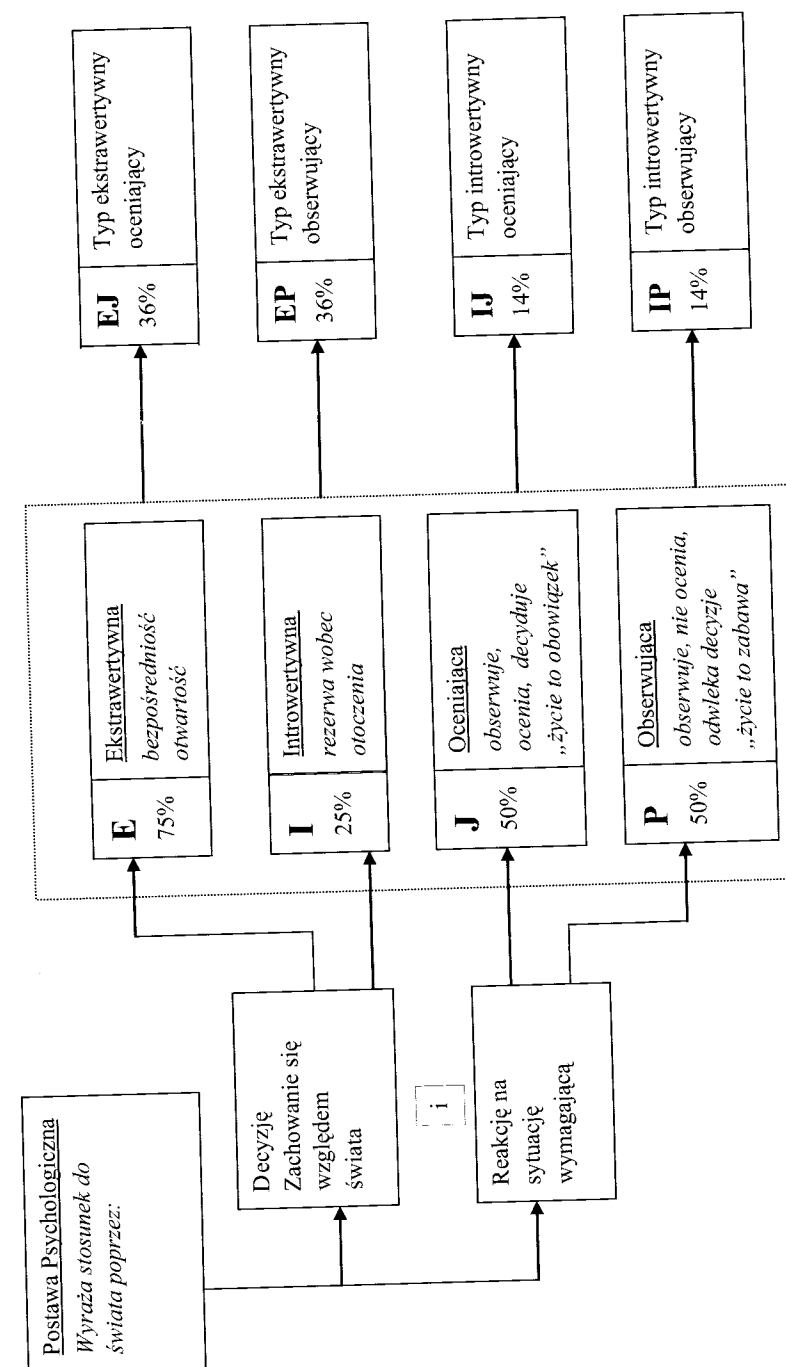 Postawa Psychologiczna
Wyraża stosunek do
świata poprzez:
Decyzję
Zachowanie się
względem
świata
i
Reakcję na
sytuację
wymagającą
E
75%
Ekstrawertywna
bezpośredniość
otwartość
I
25%
Introwertywna
rezerwa wobec
otoczenia
J
50%
Oceniająca
obserwuje,
ocenia, decyduje
„życie to obowiązek”
P
50%
Obserwująca
obserwuje, nie ocenia,
odwleka decyzje
„życie to zabawa”
EJ
36%
Typ ekstrawertywny
oceniający
EP
36%
Typ ekstrawertywny
obserwujący
IJ
14%
Typ introwertywny
oceniający
IP
14%
Typ introwertywny
obserwujący